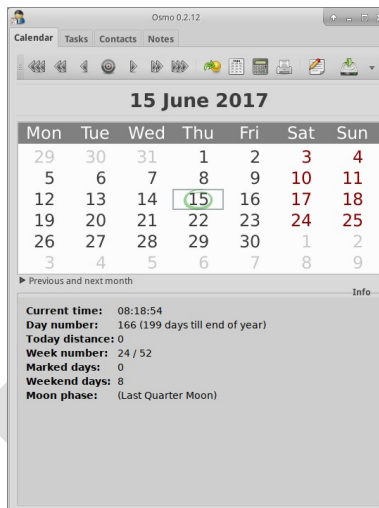 Osmo 0.2.12
Calendar Tasks Contacts Notes
15 June 2017
Mon Tue Wed Thu Fri Sat Sun
29 30 31 1 2 3 4
5 6 7 8 9 10 11
12 13 14 15 16 17 18
19 20 21 22 23 24 25
26 27 28 29 30 1 2
3 4 5 6 7 8 9
Previous and next month
Info
Current time: 08:18:54
Day number: 166 (199 days till end of year)
Today distance: 0
Week number: 24 / 52
Marked days: 0
Weekend days: 8
Moon phase: (Last Quarter Moon)